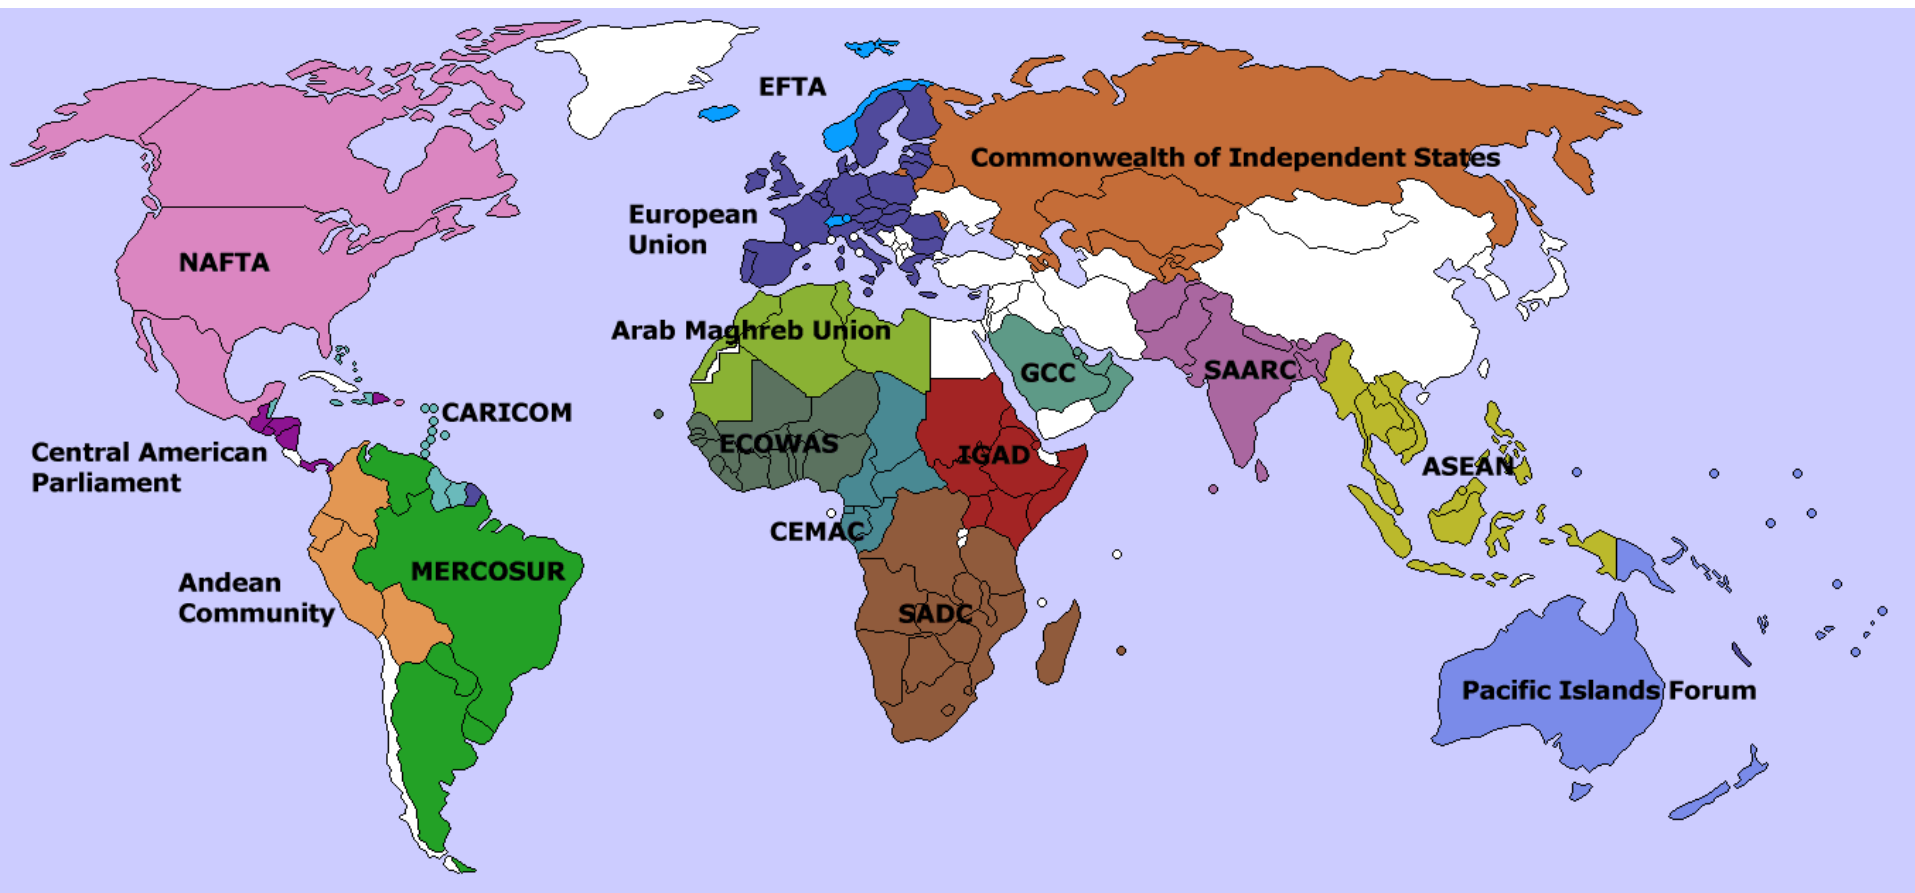 EFTA
Commonwealth of Independent States
European
Union
NAFTA
Arab Maghreb Union
GCC
SAARC
CARICOM
Central American
Parliament
ECOWAS
IGAD
ASEAN
CEMAC
MERCOSUR
Andean
Community
SADC
Pacific Islands Forum